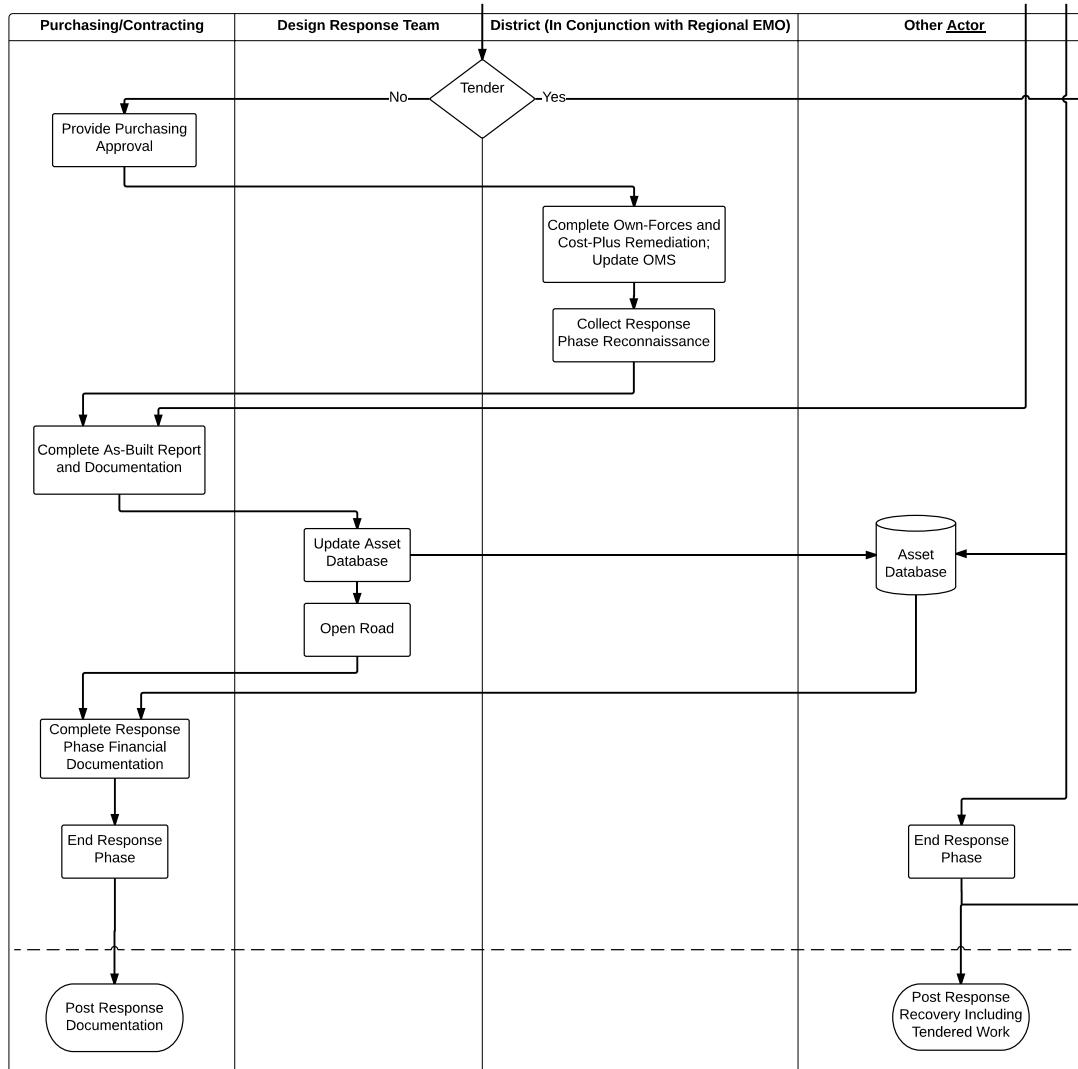 Purchasing/Contracting
Design Response Team
District (In Conjunction with Regional EMO)
Other Actor
Tender
No
Yes
Provide Purchasing
Approval
Complete Own-Forces and
Cost-Plus Remediation;
Update OMS
Collect Response
Phase Reconnaissance
Complete As-Built Report
and Documentation
Update Asset
Database
Asset
Database
Open Road
Complete Response
Phase Financial
Documentation
End Response
Phase
End Response
Phase
Post Response
Documentation
Post Response
Recovery Including
Tendered Work